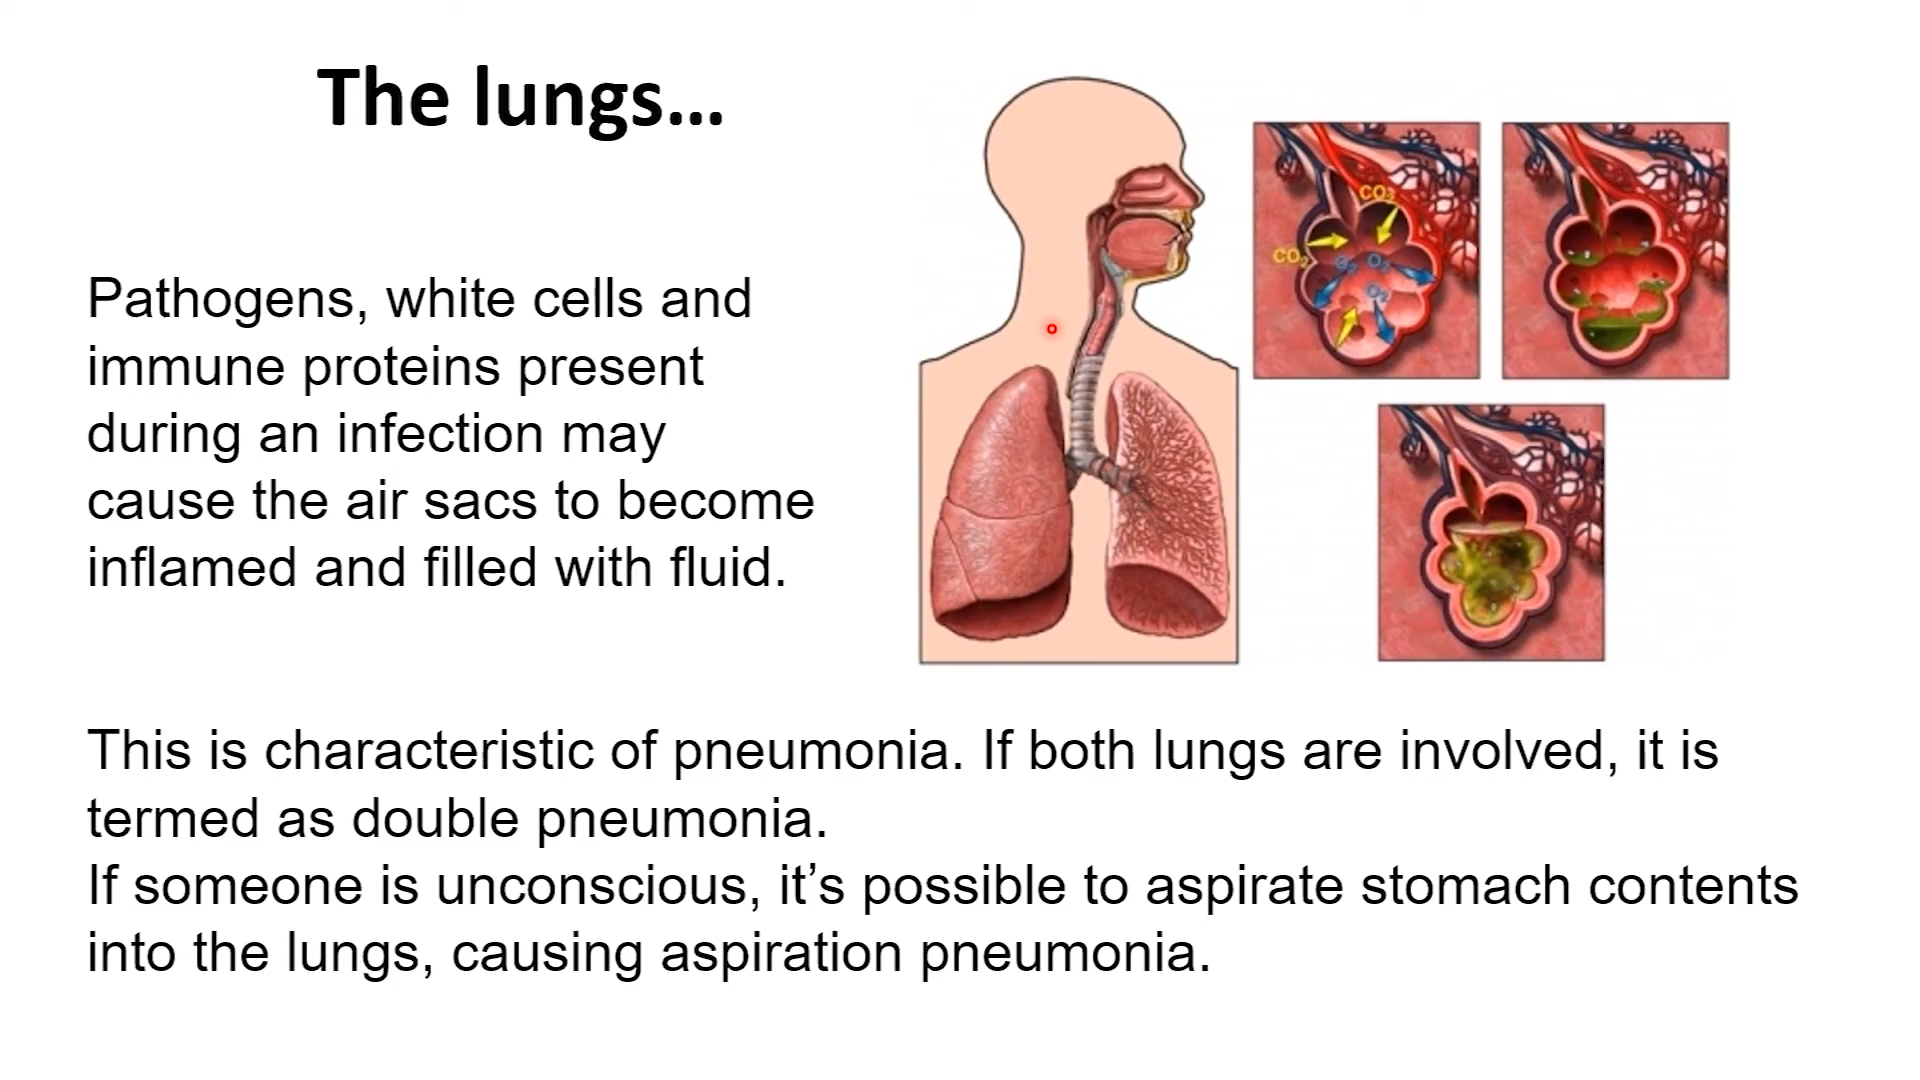 The lungs...
Pathogens, white cells and
immune proteins present
during an infection may
cause the air sacs to become
inflamed and filled with fluid.
CO₂
CO₂
O₂
O₂
O₂
This is characteristic of pneumonia. If both lungs are involved, it is
termed as double pneumonia.
If someone is unconscious, it’s possible to aspirate stomach contents
into the lungs, causing aspiration pneumonia.